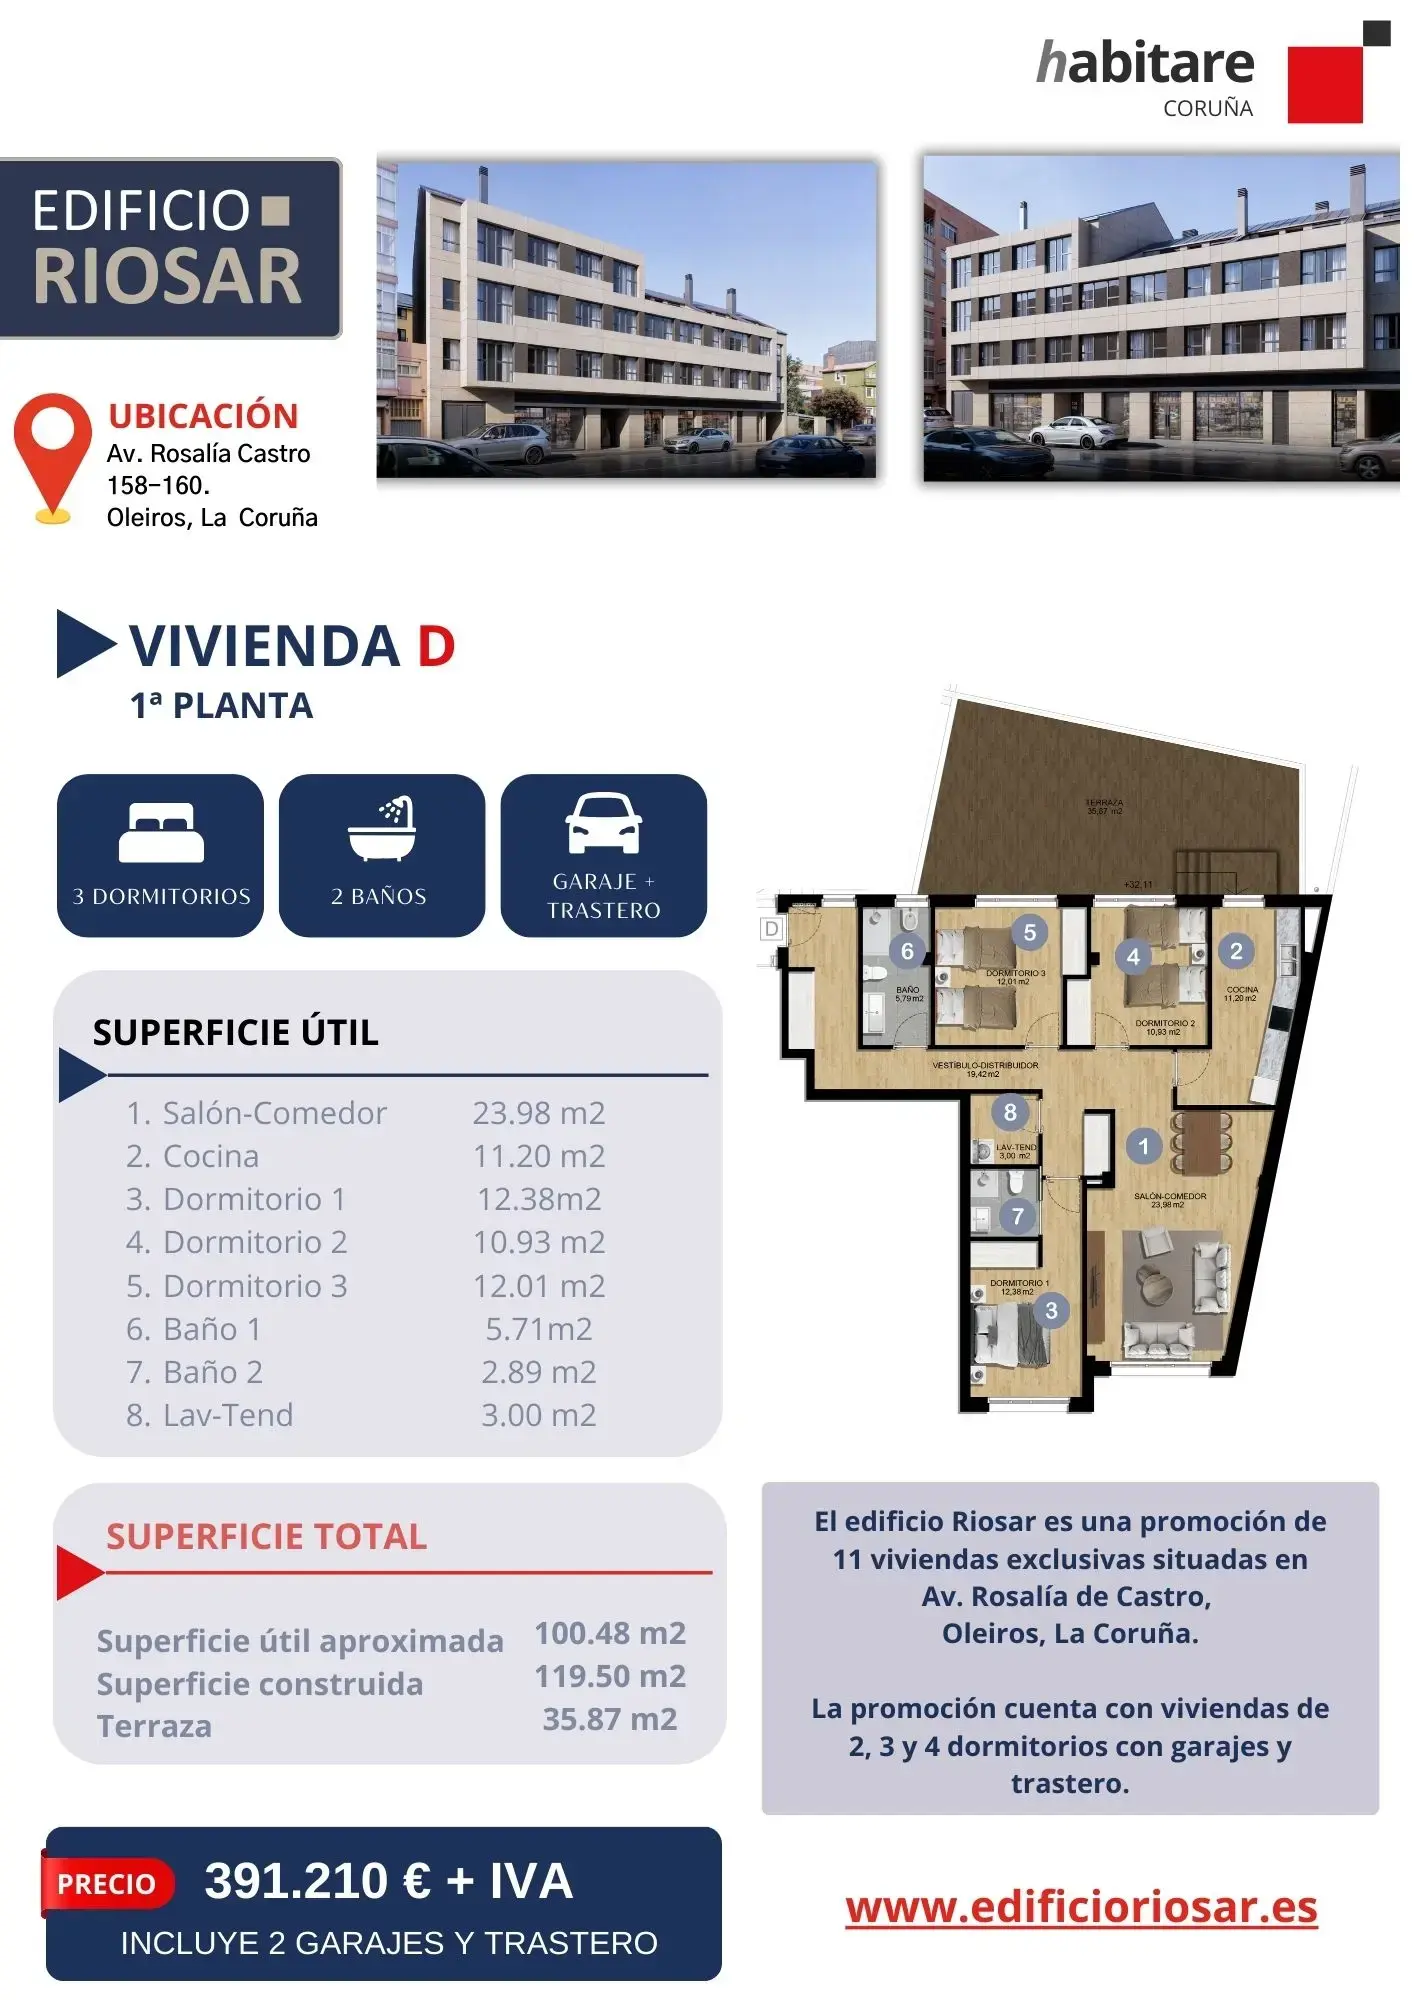 habitare
CORUÑA
EDIFICIO
RIOSAR
UBICACIÓN
Av. Rosalía Castro
158-160.
Oleiros, La Coruña
VIVIENDA D
1ª PLANTA
3 DORMITORIOS
2 BAÑOS
GARAJE +
TRASTERO
SUPERFICIE ÚTIL
1. Salón-Comedor 23.98 m2
2. Cocina 11.20 m2
3. Dormitorio 1 12.38m2
4. Dormitorio 2 10.93 m2
5. Dormitorio 3 12.01 m2
6. Baño 1 5.71m2
7. Baño 2 2.89 m2
8. Lav-Tend 3.00 m2
TERRAZA
35,87 m2
+32,11
D
6
BAÑO
5,79 m2
5
DORMITORIO 3
12,01 m2
4
DORMITORIO 2
10,93 m2
2
COCINA
11,20 m2
VESTÍBULO-DISTRIBUIDOR
19,42 m2
8
LAV-TEND
3,00 m2
1
SALÓN-COMEDOR
23,98 m2
7
DORMITORIO 1
12,38 m2
3
SUPERFICIE TOTAL
Superficie útil aproximada 100.48 m2
Superficie construida 119.50 m2
Terraza 35.87 m2
El edificio Riosar es una promoción de
11 viviendas exclusivas situadas en
Av. Rosalía de Castro,
Oleiros, La Coruña.
La promoción cuenta con viviendas de
2, 3 y 4 dormitorios con garajes y
trastero.
PRECIO
391.210 € + IVA
INCLUYE 2 GARAJES Y TRASTERO
www.edificioriosar.es